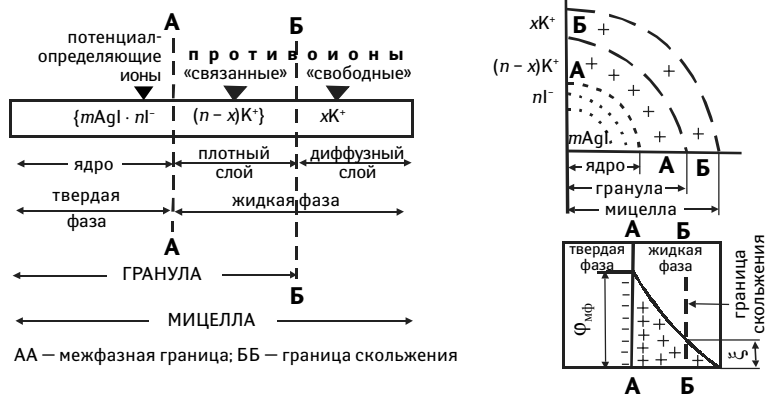 А
Б
потенциал-
определяющие
ионы
противоионы
«связанные» «свободные»
{mAgI · nI⁻ (n – x)K⁺} xK⁺
ядро
плотный
слой
диффузный
слой
твердая
фаза
жидкая фаза
А
ГРАНУЛА
Б
МИЦЕЛЛА
АА — межфазная граница; ББ — граница скольжения
xK⁺
Б
(n – x)K⁺
А
nI⁻
mAgI
ядро А Б
гранула
мицелла
А Б
твердая
фаза
жидкая
фаза
φмф
граница
скольжения
ξ
А Б